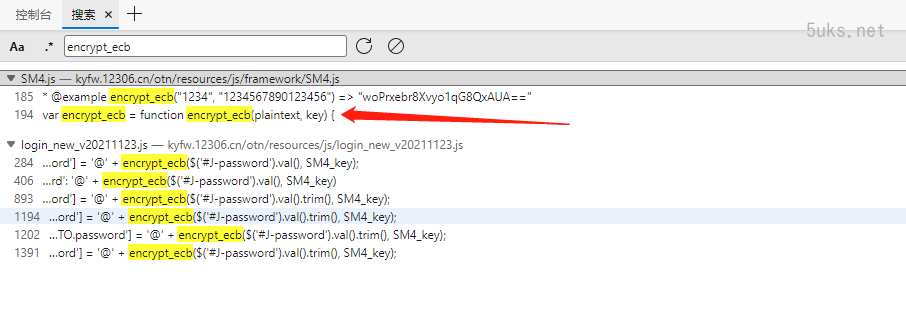 控制台 搜索
5uks.net
Aa .* encrypt_ecb
SM4.js — kyfw.12306.cn/otn/resources/js/framework/SM4.js
185 * @example encrypt_ecb("1234", "1234567890123456") => "woPrxebr8Xvyo1qG8QxAUA=="
194 var encrypt_ecb = function encrypt_ecb(plaintext, key) {
login_new_v20211123.js — kyfw.12306.cn/otn/resources/js/login_new_v20211123.js
284 ...ord'] = '@' + encrypt_ecb($('#J-password').val(), SM4_key);
406 ...rd': '@' + encrypt_ecb($('#J-password').val(), SM4_key)
893 ...ord'] = '@' + encrypt_ecb($('#J-password').val().trim(), SM4_key);
1194 ...ord'] = '@' + encrypt_ecb($('#J-password').val().trim(), SM4_key);
1202 ...TO.password'] = '@' + encrypt_ecb($('#J-password').val().trim(), SM4_key);
1391 ...ord'] = '@' + encrypt_ecb($('#J-password').val().trim(), SM4_key);